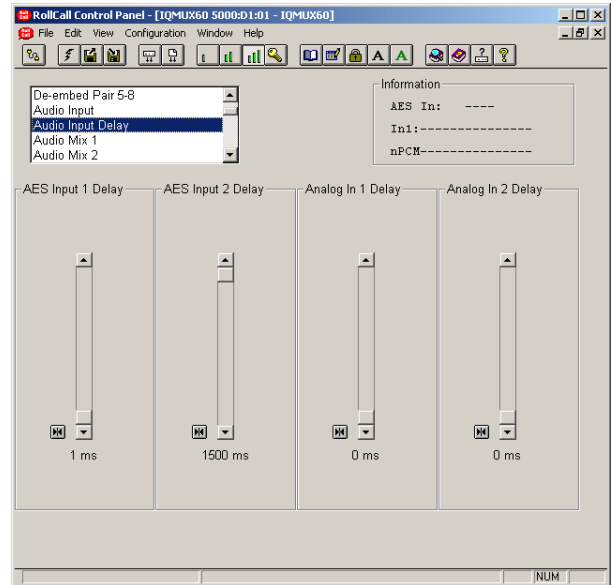 RollCall Control Panel - [IQMUX60 5000:D1:01 - IQMUX60]
File Edit View Configuration Window Help
De-embed Pair 5-8
Audio Input
Audio Input Delay
Audio Mix 1
Audio Mix 2
Information
AES In: ----
In1:---------------
nPCM---------------
AES Input 1 Delay
AES Input 2 Delay
Analog In 1 Delay
Analog In 2 Delay
1 ms
1500 ms
0 ms
0 ms
NUM